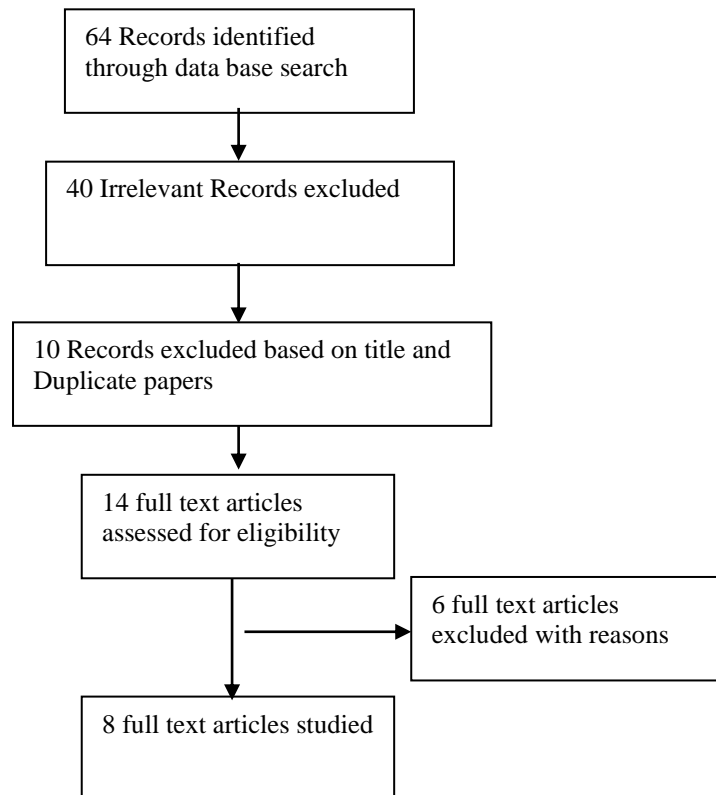 64 Records identified
through data base search
40 Irrelevant Records excluded
10 Records excluded based on title and
Duplicate papers
14 full text articles
assessed for eligibility
6 full text articles
excluded with reasons
8 full text articles studied